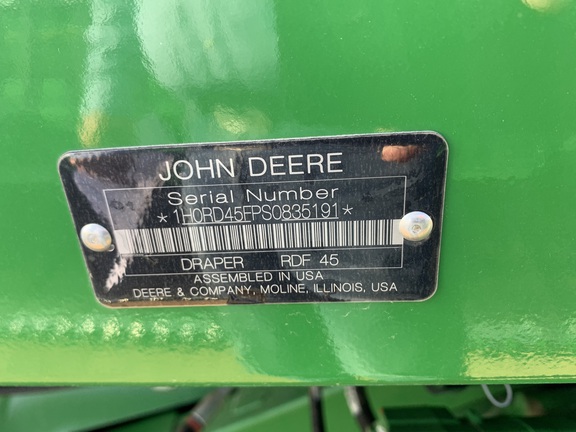 JOHN DEERE
Serial Number
*1H0RD45FPS0835191*
DRAPER RDF 45
ASSEMBLED IN USA
DEERE & COMPANY, MOLINE, ILLINOIS, USA